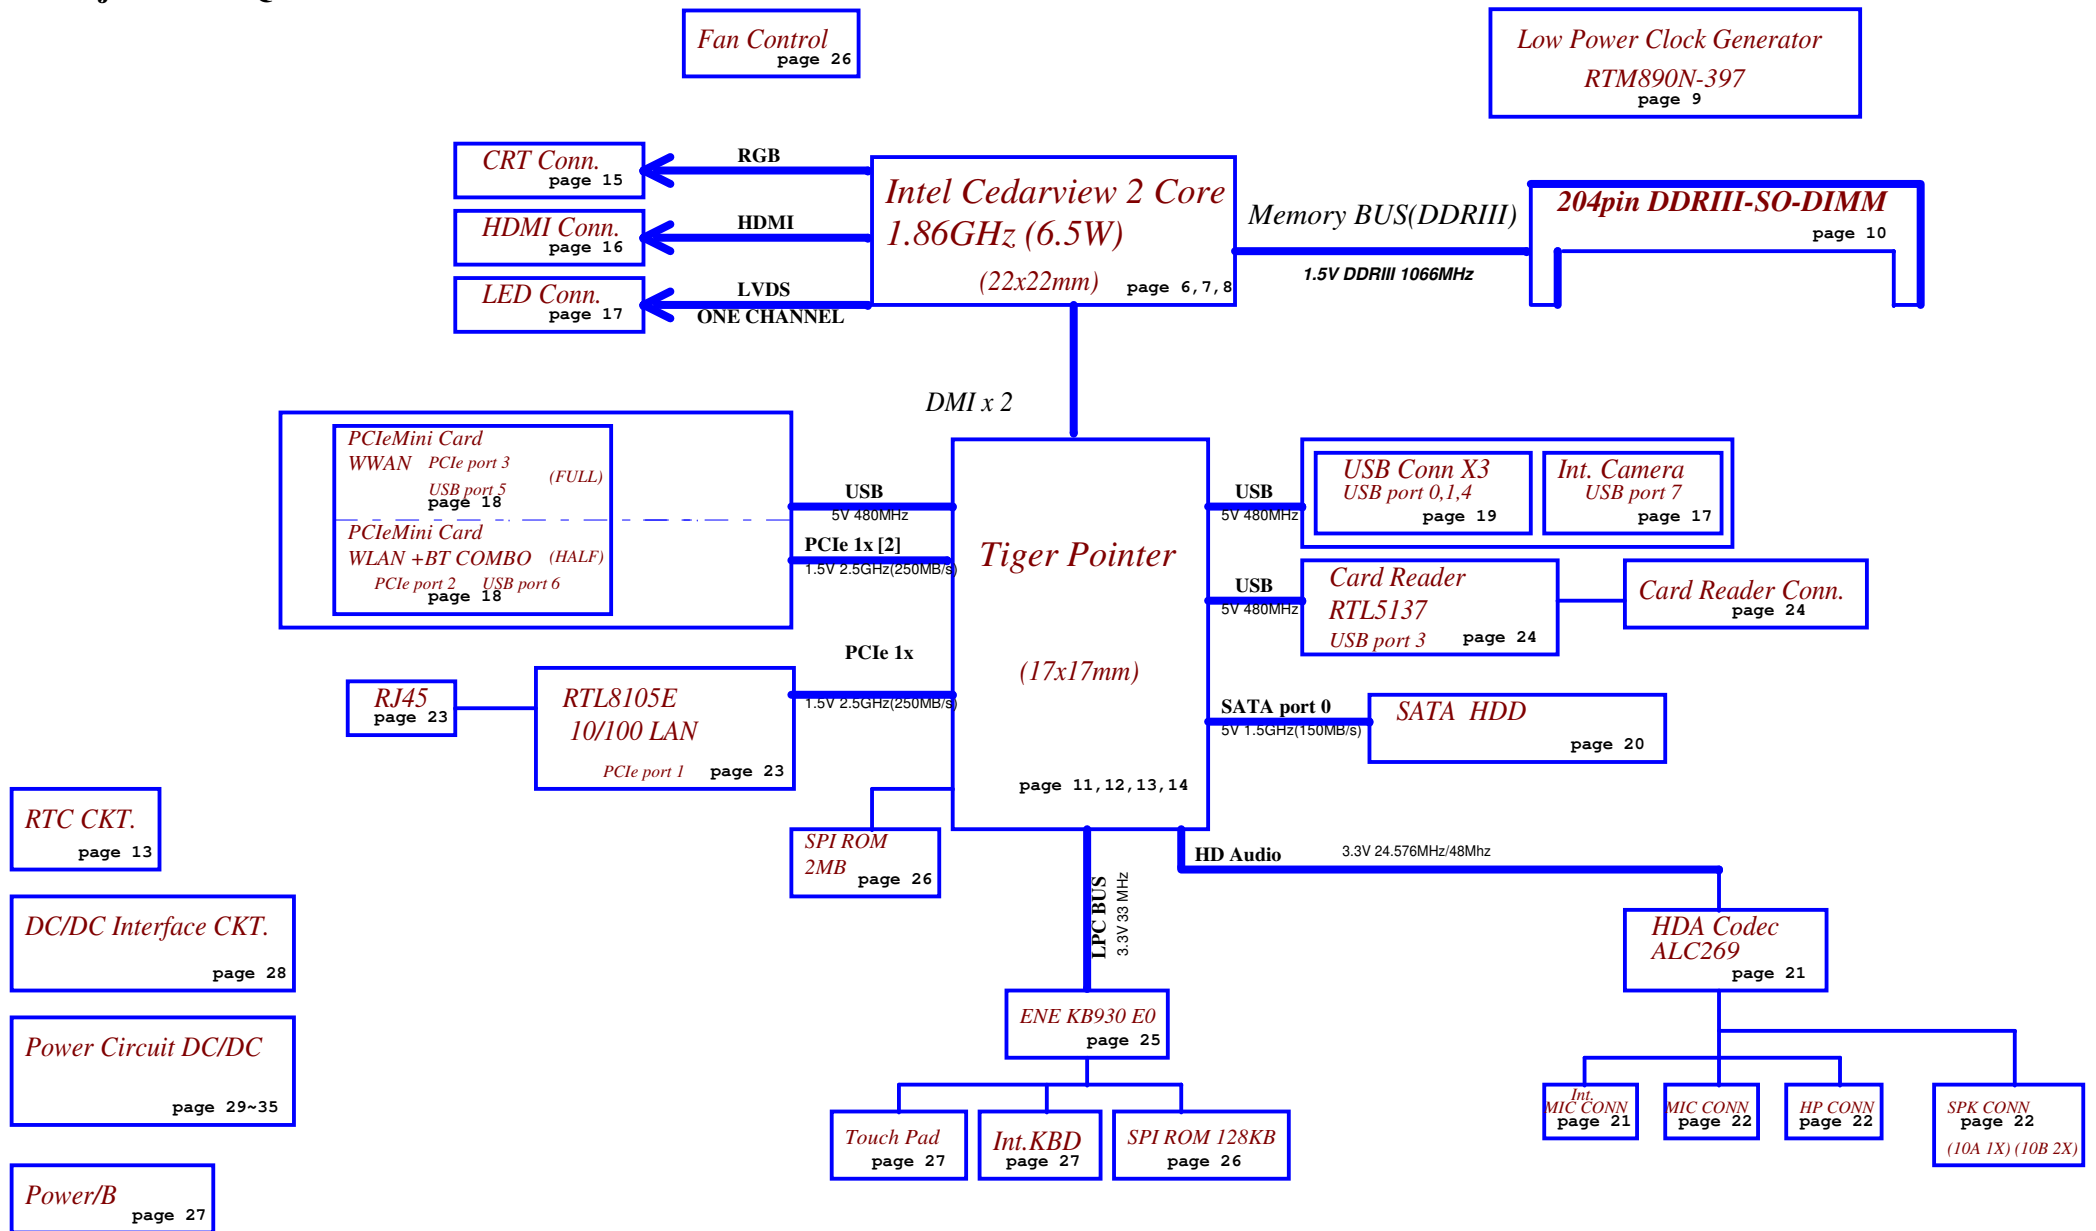 Fan Control
page 26
Low Power Clock Generator
RTM890N-397
page 9
CRT Conn.
page 15
RGB
HDMI Conn.
page 16
HDMI
LED Conn.
page 17
LVDS
ONE CHANNEL
Intel Cedarview 2 Core
1.86GHz (6.5W)
(22x22mm)
page 6,7,8
Memory BUS(DDRIII)
1.5V DDRIII 1066MHz
204pin DDRIII-SO-DIMM
page 10
DMI x 2
PCIeMini Card
WWAN PCIe port 3
(FULL)
USB port 5
page 18
PCIeMini Card
WLAN +BT COMBO (HALF)
PCIe port 2 USB port 6
page 18
USB
5V 480MHz
PCIe 1x [2]
1.5V 2.5GHz(250MB/s)
PCIe 1x
1.5V 2.5GHz(250MB/s)
RJ45
page 23
RTL8105E
10/100 LAN
PCIe port 1 page 23
Tiger Pointer
(17x17mm)
page 11,12,13,14
USB
5V 480MHz
USB Conn X3
USB port 0,1,4
page 19
Int. Camera
USB port 7
page 17
USB
5V 480MHz
Card Reader
RTL5137
USB port 3 page 24
Card Reader Conn.
page 24
SATA port 0
5V 1.5GHz(150MB/s)
SATA HDD
page 20
SPI ROM
2MB page 26
HD Audio
3.3V 24.576MHz/48Mhz
LPC BUS
3.3V 33 MHz
HDA Codec
ALC269
page 21
ENE KB930 E0
page 25
Touch Pad
page 27
Int.KBD
page 27
SPI ROM 128KB
page 26
Int.
MIC CONN
page 21
MIC CONN
page 22
HP CONN
page 22
SPK CONN
page 22
(10A 1X) (10B 2X)
RTC CKT.
page 13
DC/DC Interface CKT.
page 28
Power Circuit DC/DC
page 29~35
Power/B
page 27